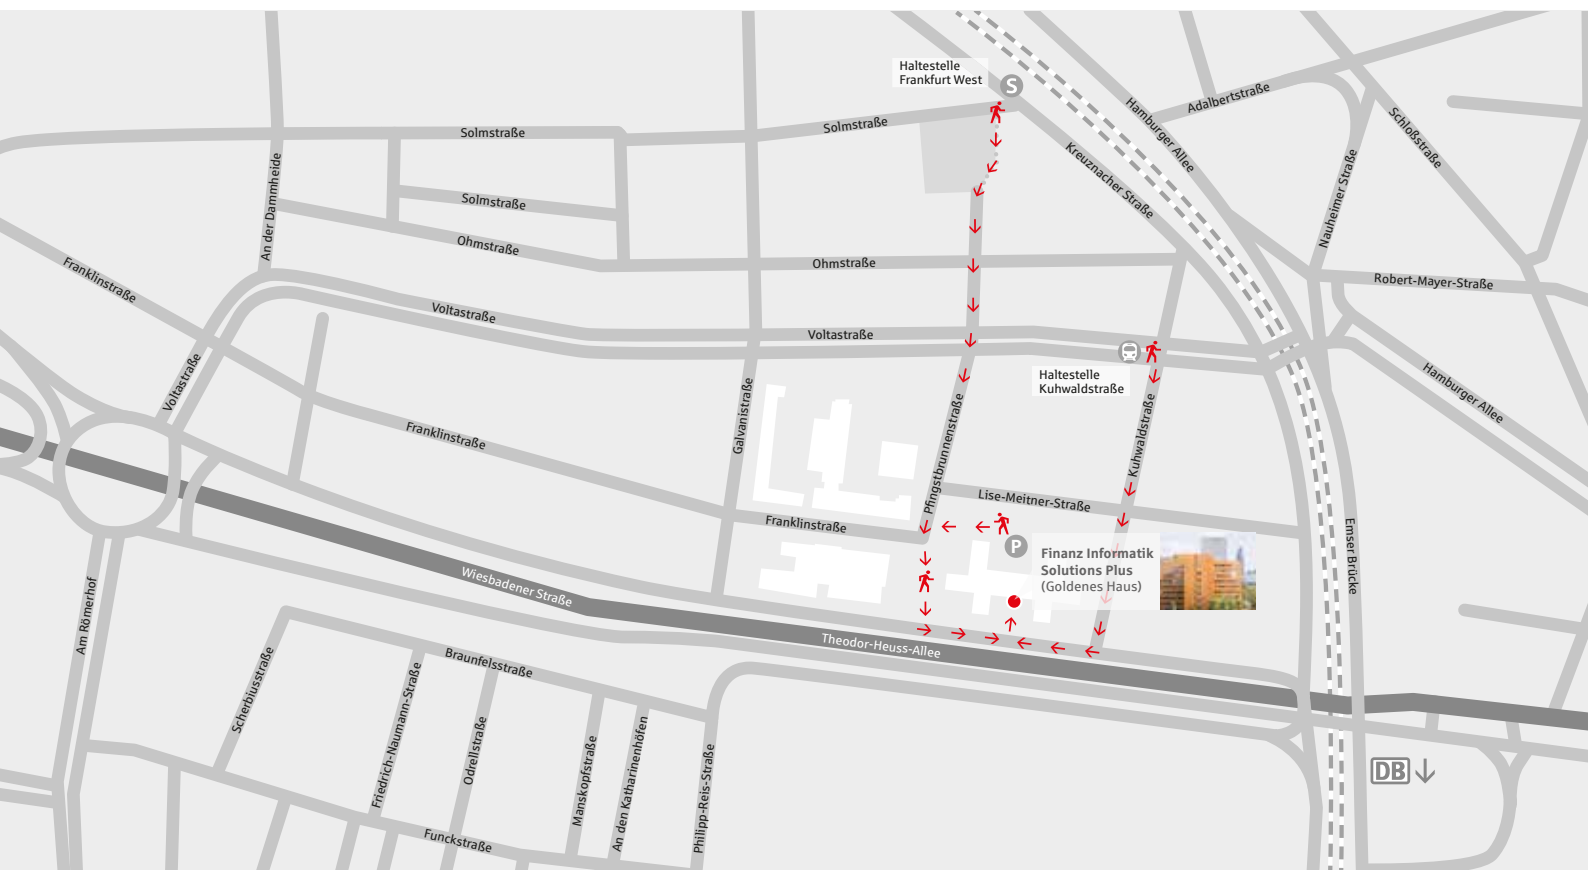 Haltestelle
Frankfurt West
S
Adalbertstraße
Hamburger Allee
Schloßstraße
Solmstraße
Solmstraße
Kreuznacher Straße
Nauheimer Straße
An der Dammheide
Solmstraße
Ohmstraße
Ohmstraße
Franklinstraße
Robert-Mayer-Straße
Voltastraße
Voltastraße
Haltestelle
Kuhwaldstraße
Voltastraße
Hamburger Allee
Galvanistraße
Pfingstbrunnenstraße
Kuhwaldstraße
Franklinstraße
Lise-Meitner-Straße
Franklinstraße
P
Finanz Informatik
Solutions Plus
(Goldenes Haus)
Emser Brücke
Wiesbadener Straße
Theodor-Heuss-Allee
Am Römerhof
Scherbiusstraße
Braunfelsstraße
Friedrich-Naumann-Straße
Odrellstraße
Manskopfstraße
An den Katharinenhöfen
Philipp-Reis-Straße
DB
Funckstraße